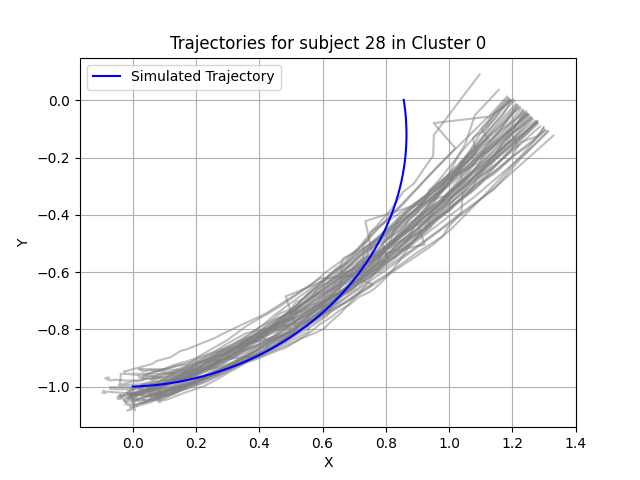 Trajectories for subject 28 in Cluster 0
Simulated Trajectory
0.0
−0.2
−0.4
−0.6
−0.8
−1.0
Y
0.0 0.2 0.4 0.6 0.8 1.0 1.2 1.4
X